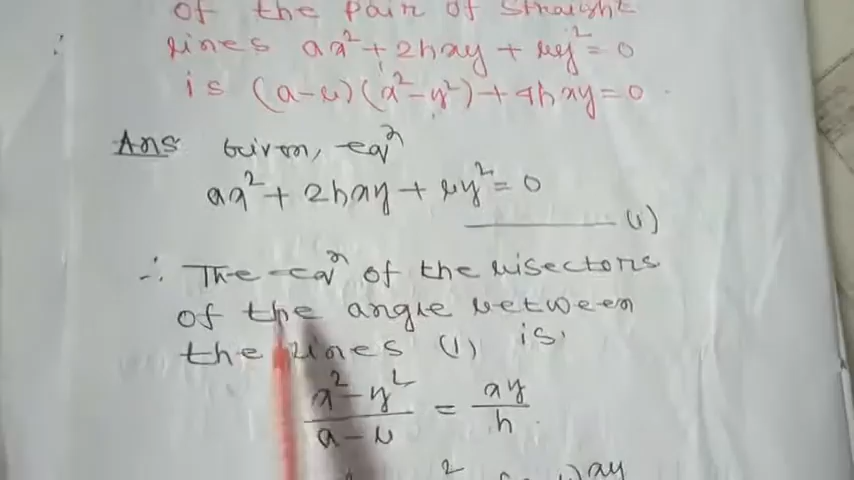 of the pair of straight
lines ax²+2hxy+by²=0
is (a-b)(x²-y²)+4hxy=0.
Ans Given, eqⁿ
ax²+2hxy+by²=0
(1)
∴ The eqⁿ of the bisectors
of the angle between
the lines (1) is.
x²-y²/a-b = xy/h